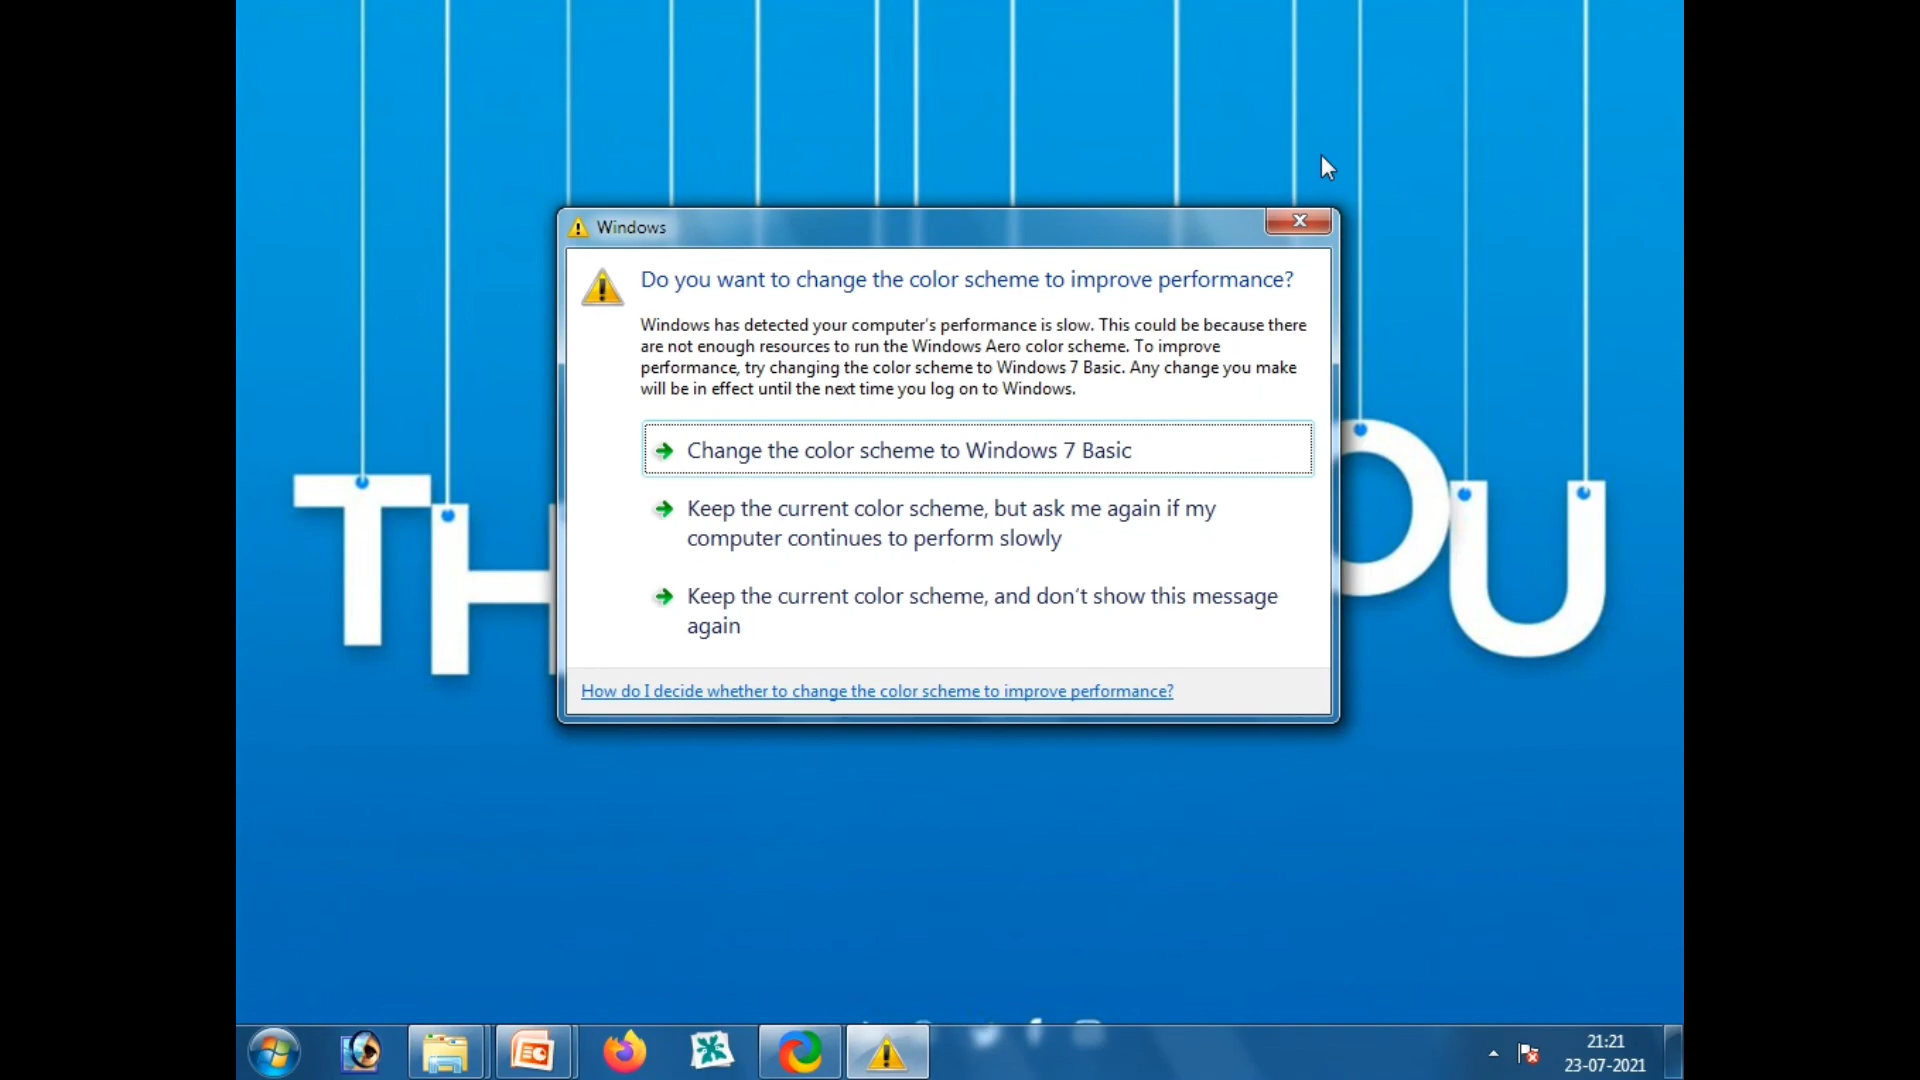 Windows
Do you want to change the color scheme to improve performance?
Windows has detected your computer's performance is slow. This could be because there
are not enough resources to run the Windows Aero color scheme. To improve
performance, try changing the color scheme to Windows 7 Basic. Any change you make
will be in effect until the next time you log on to Windows.
Change the color scheme to Windows 7 Basic
Keep the current color scheme, but ask me again if my
computer continues to perform slowly
Keep the current color scheme, and don't show this message
again
How do I decide whether to change the color scheme to improve performance?
TH OU
21:21
23-07-2021